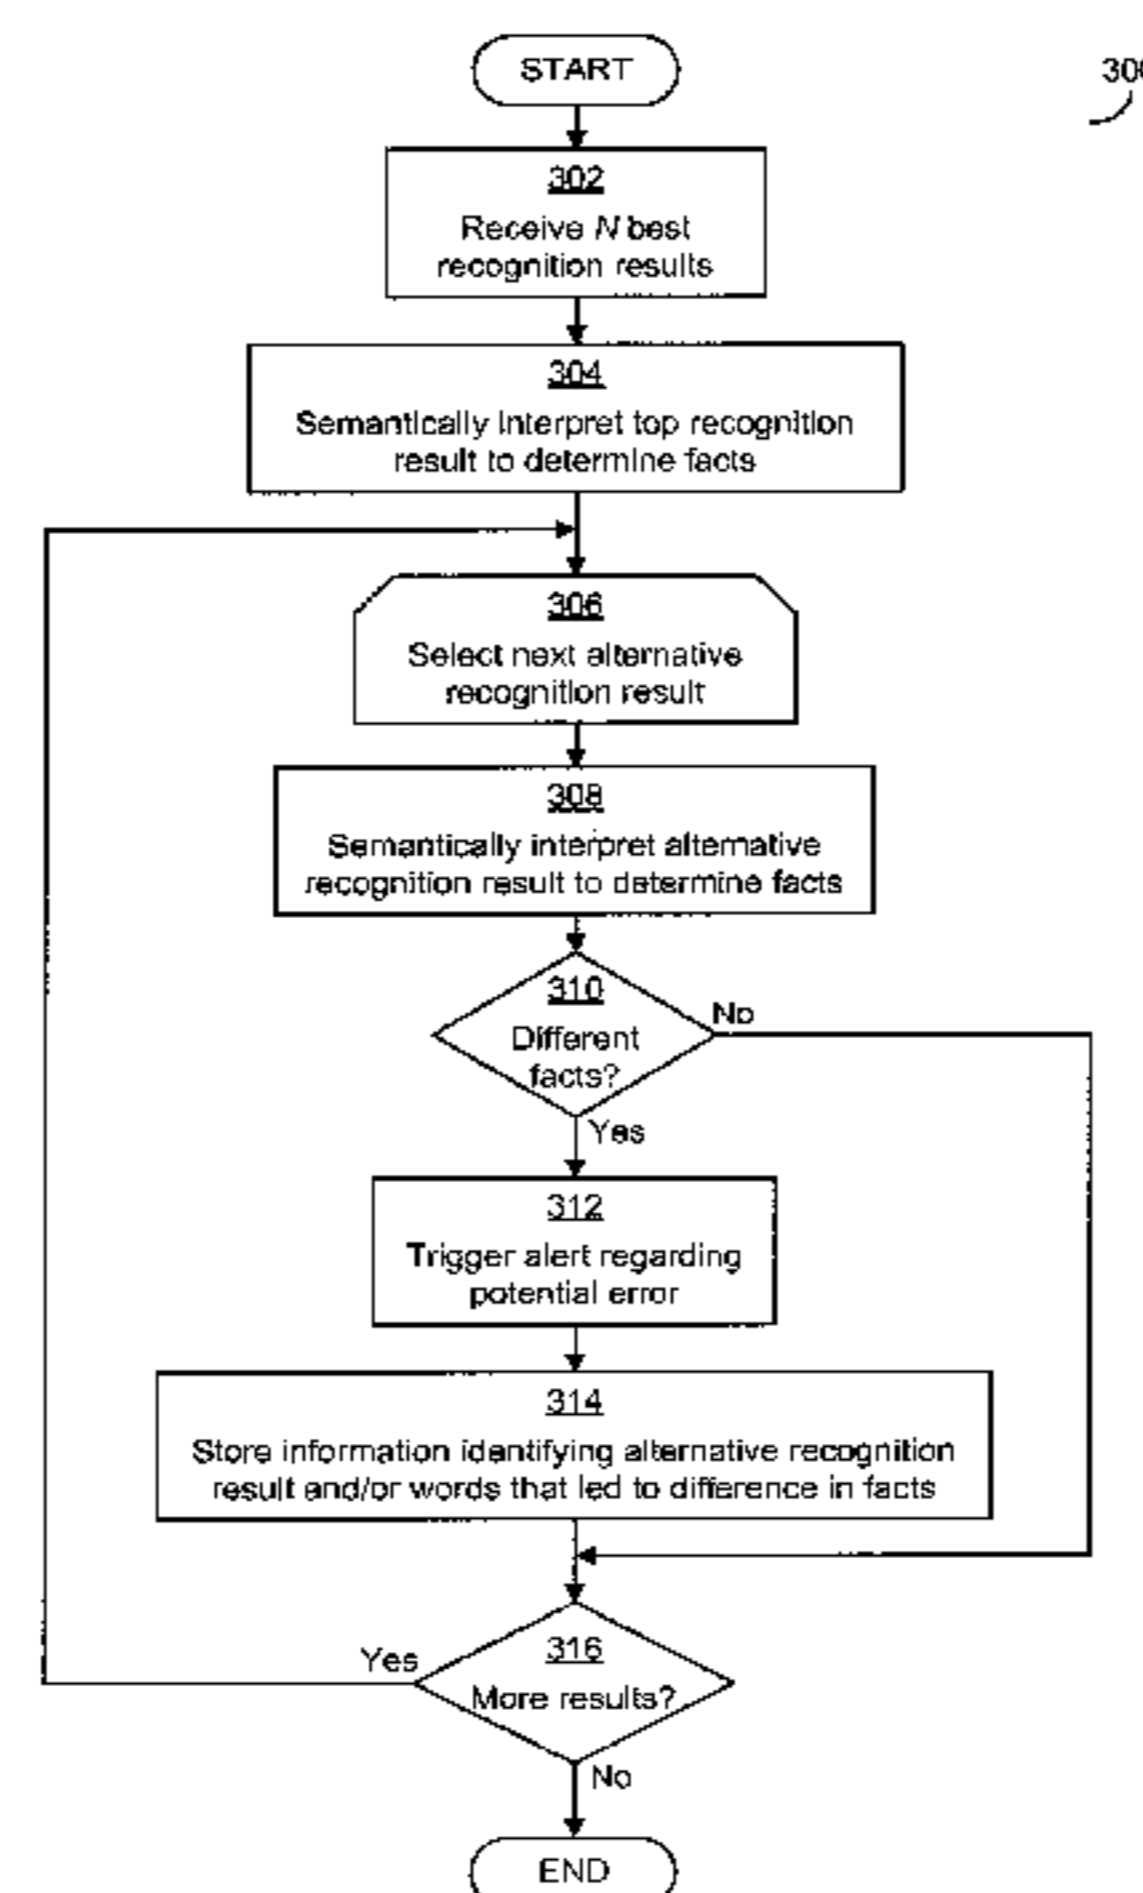 START
300
302
Receive N best
recognition results
304
Semantically interpret top recognition
result to determine facts
306
Select next alternative
recognition result
308
Semantically interpret alternative
recognition result to determine facts
310
Different
facts?
No
Yes
312
Trigger alert regarding
potential error
314
Store information identifying alternative recognition
result and/or words that led to difference in facts
316
More results?
Yes
No
END